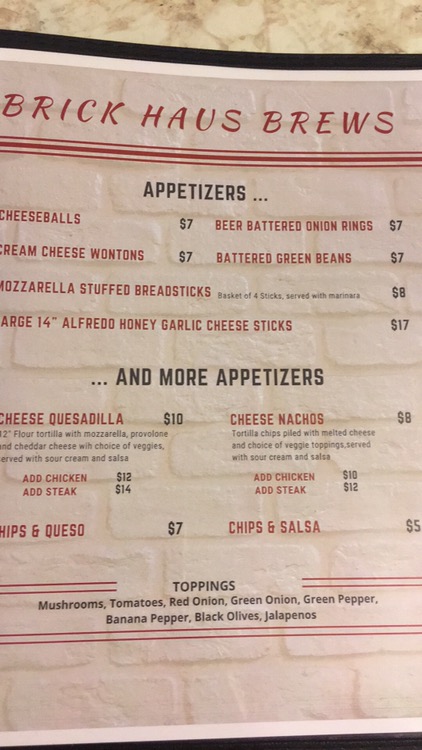 BRICK HAUS BREWS
APPETIZERS ...
CHEESEBALLS $7 BEER BATTERED ONION RINGS $7
CREAM CHEESE WONTONS $7 BATTERED GREEN BEANS $7
MOZZARELLA STUFFED BREADSTICKS Basket of 4 Sticks, served with marinara $8
ARGE 14" ALFREDO HONEY GARLIC CHEESE STICKS $17
... AND MORE APPETIZERS
CHEESE QUESADILLA $10
12" Flour tortilla with mozzarella, provolone
and cheddar cheese wih choice of veggies,
served with sour cream and salsa
ADD CHICKEN $12
ADD STEAK $14
CHEESE NACHOS $8
Tortilla chips piled with melted cheese
and choice of veggie toppings,served
with sour cream and salsa
ADD CHICKEN $10
ADD STEAK $12
HIPS & QUESO $7 CHIPS & SALSA $5
TOPPINGS
Mushrooms, Tomatoes, Red Onion, Green Onion, Green Pepper,
Banana Pepper, Black Olives, Jalapenos